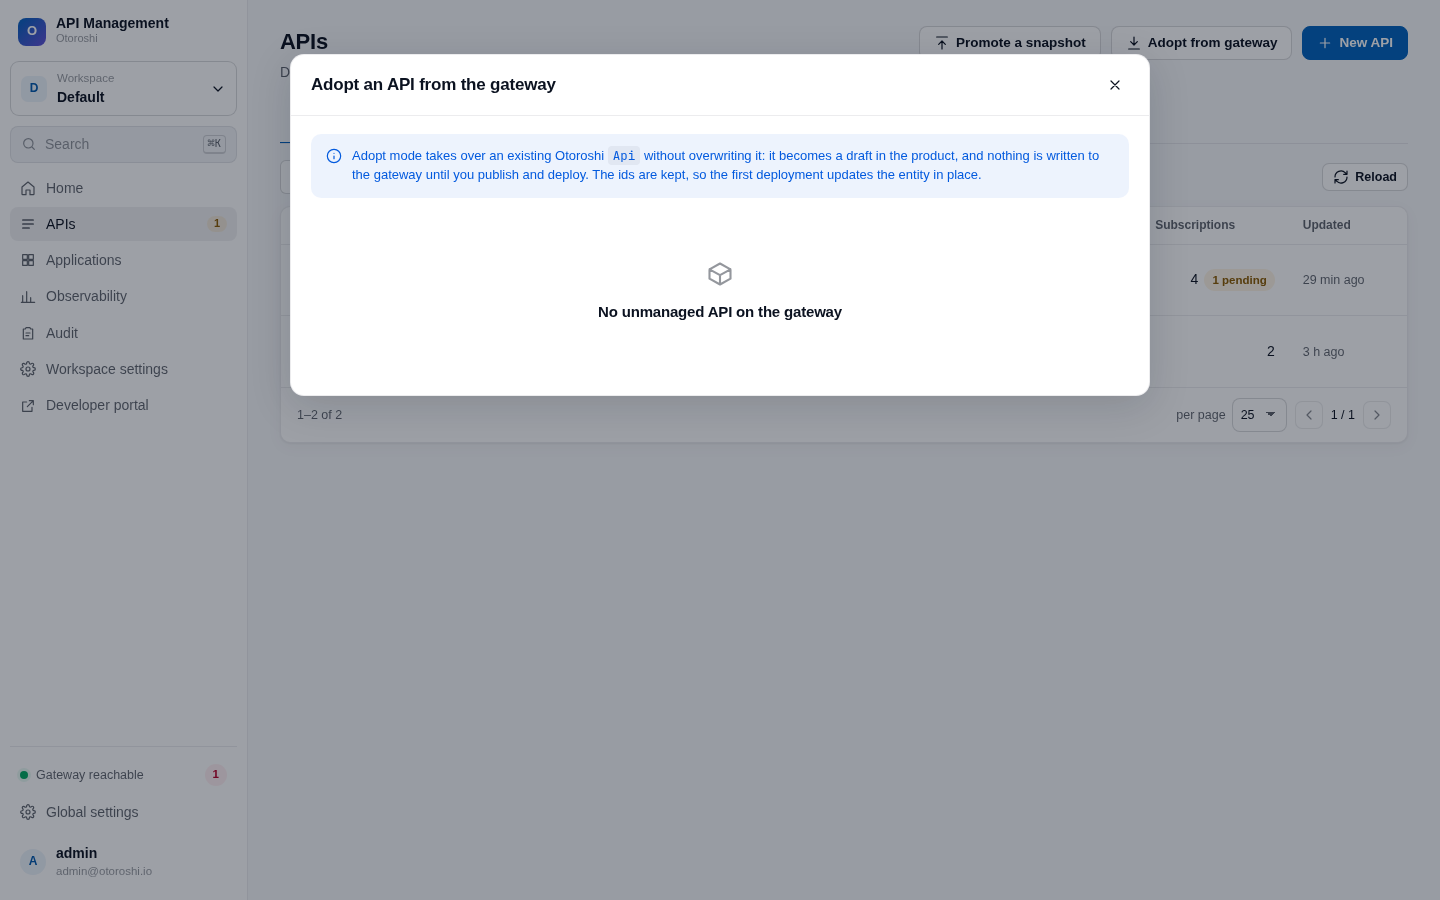 API Management
Otoroshi
Workspace
D
Default
Search
⌘K
Home
APIs
1
Applications
Observability
Audit
Workspace settings
Developer portal
Gateway reachable
1
Global settings
A
admin
admin@otoroshi.io
O
APIs
D
Promote a snapshot
Adopt from gateway
New API
Adopt an API from the gateway
Adopt mode takes over an existing Otoroshi Api without overwriting it: it becomes a draft in the product, and nothing is written to
the gateway until you publish and deploy. The ids are kept, so the first deployment updates the entity in place.
No unmanaged API on the gateway
Reload
Subscriptions
Updated
4
1 pending
29 min ago
2
3 h ago
1–2 of 2
per page
25
1 / 1